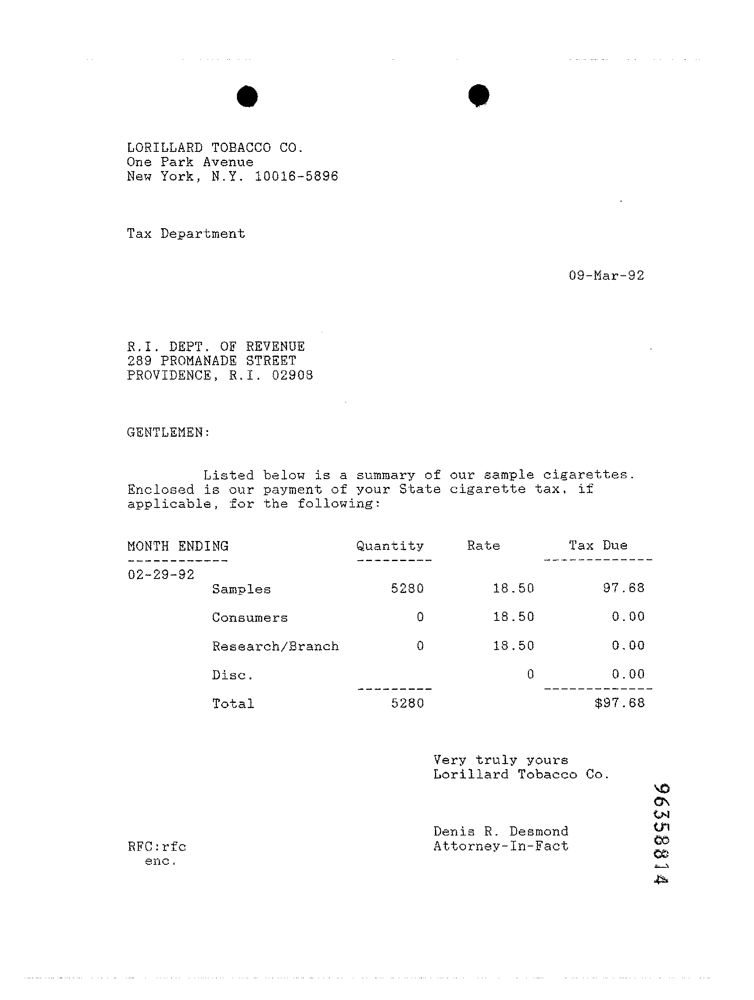 LORILLARD TOBACCO CO.
One Park Avenue
New York, N.Y. 10016-5896
Tax Department
09-Mar-92
R.I. DEPT. OF REVENUE
289 PROMANADE STREET
PROVIDENCE, R.I. 02908
GENTLEMEN:
Listed below is a summary of our sample cigarettes.
Enclosed is our payment of your State cigarette tax, if
applicable, for the following:
MONTH ENDING Quantity Rate Tax Due
------------ --------- -------------
02-29-92
Samples 5280 18.50 97.68
Consumers 0 18.50 0.00
Research/Branch 0 18.50 0.00
Disc. 0 0.00
--------- -------------
Total 5280 $97.68
Very truly yours
Lorillard Tobacco Co.
Denis R. Desmond
RFC:rfc Attorney-In-Fact
enc.
96358814